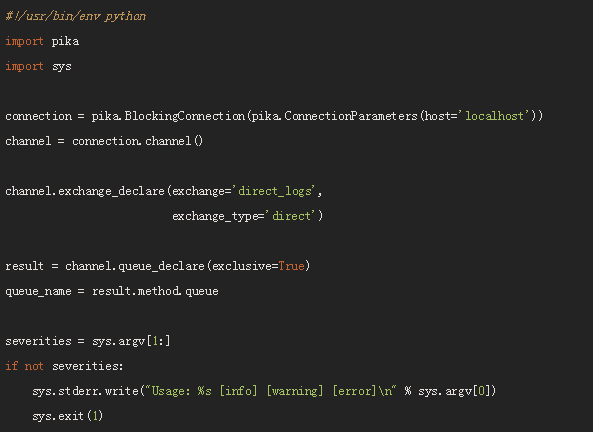 #!/usr/bin/env python
import pika
import sys
connection = pika.BlockingConnection(pika.ConnectionParameters(host='localhost'))
channel = connection.channel()
channel.exchange_declare(exchange='direct_logs',
                         exchange_type='direct')
result = channel.queue_declare(exclusive=True)
queue_name = result.method.queue
severities = sys.argv[1:]
if not severities:
    sys.stderr.write("Usage: %s [info] [warning] [error]\n" % sys.argv[0])
    sys.exit(1)